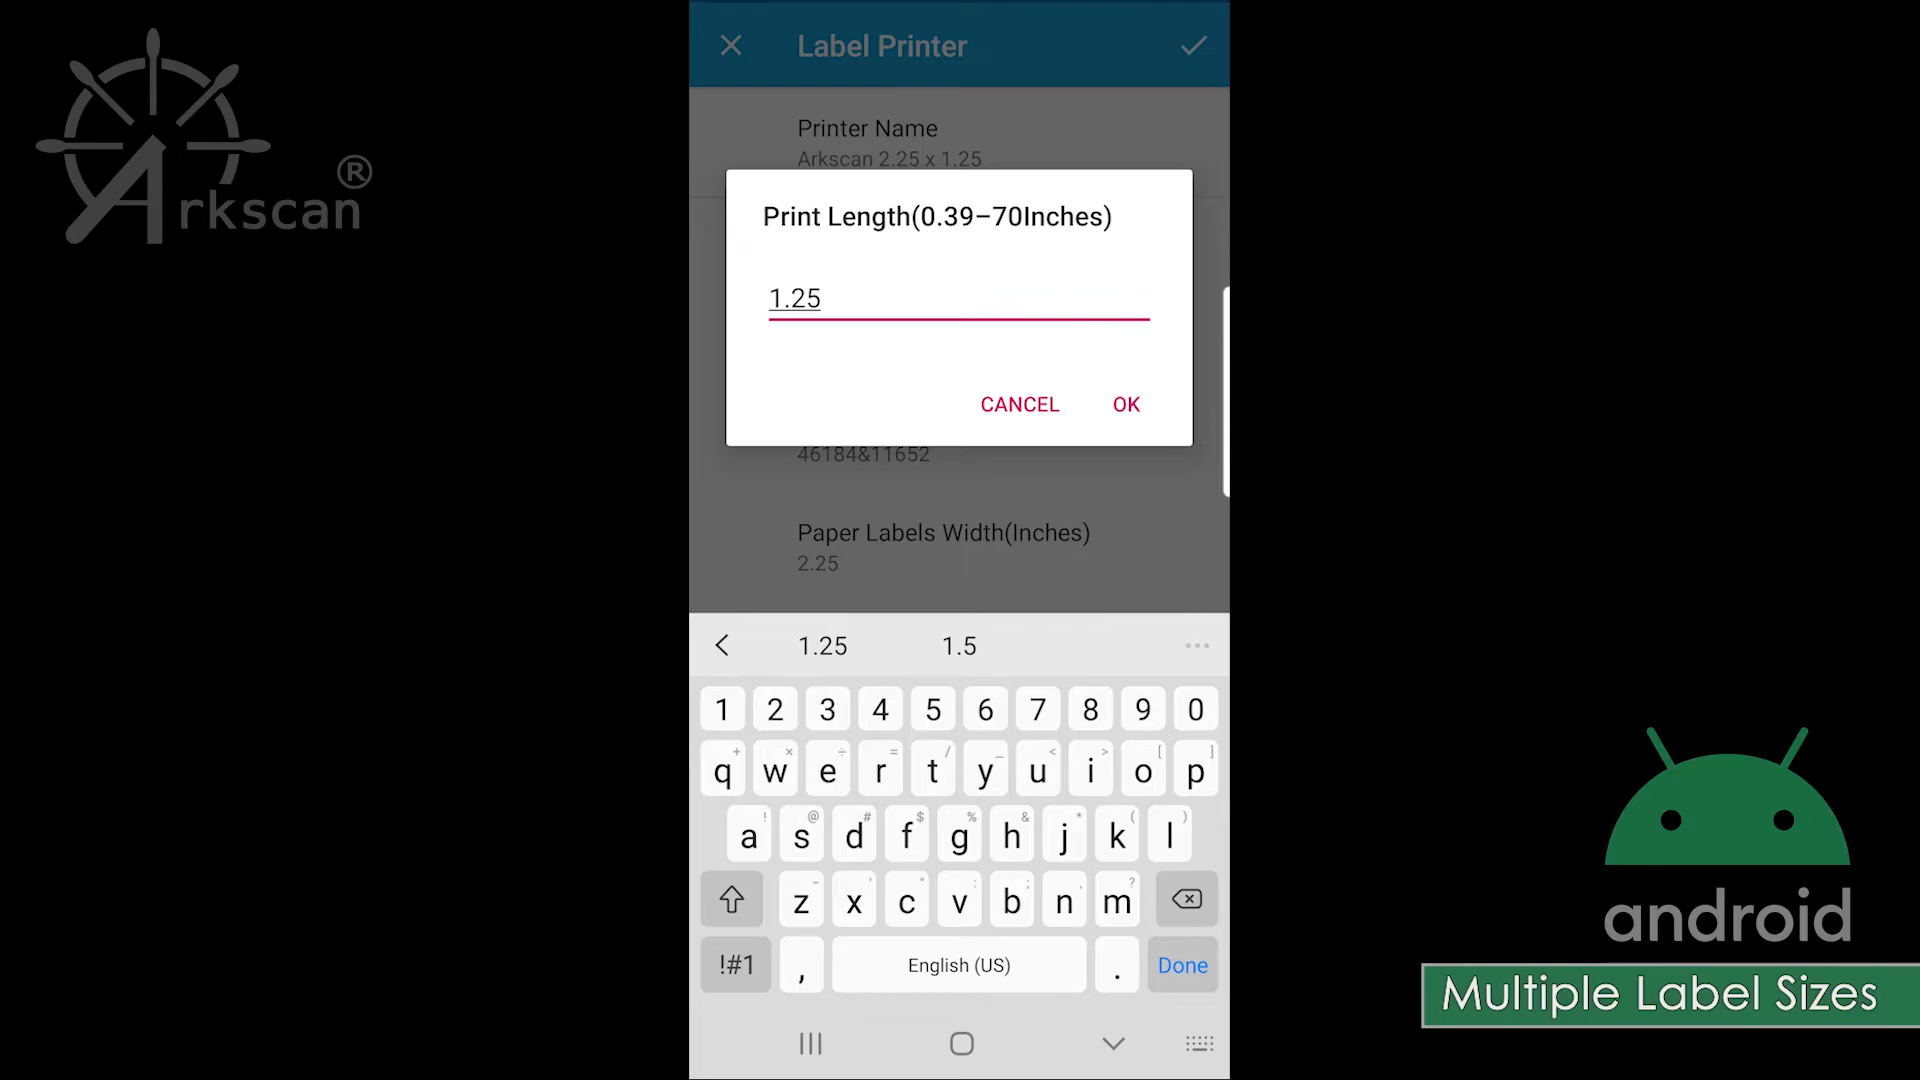 Arkscan®
Label Printer
Printer Name
Arkscan 2.25 x 1.25
Print Length(0.39–70Inches)
1.25
CANCEL OK
46184&11652
Paper Labels Width(Inches)
2.25
1.25 1.5
1 2 3 4 5 6 7 8 9 0
+ × ÷ = / _ < > [ ]
q w e r t y u i o p
! @ # $ % & * ( )
a s d f g h j k l
- ' " : ; , ?
z x c v b n m
!#1 , English (US) . Done
android
Multiple Label Sizes